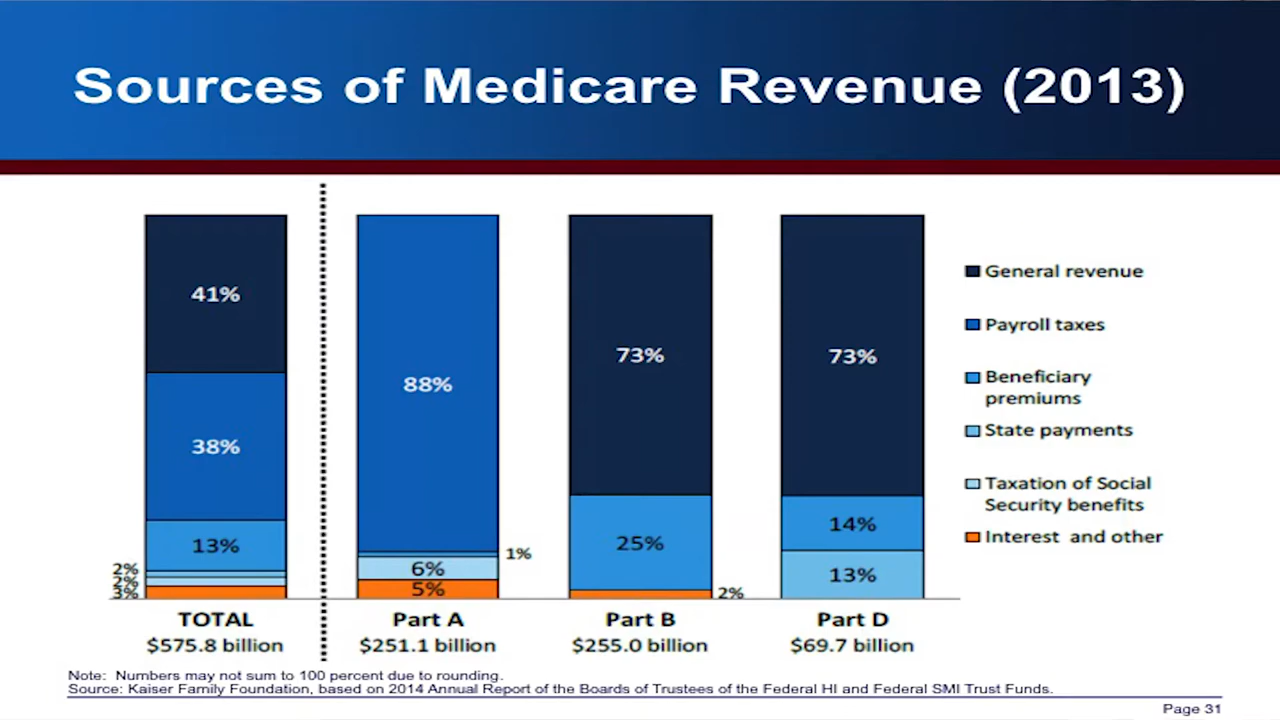 Sources of Medicare Revenue (2013)
41%
38%
13%
2%
2%
3%
88%
1%
6%
5%
73%
25%
2%
73%
14%
13%
General revenue
Payroll taxes
Beneficiary
premiums
State payments
Taxation of Social
Security benefits
Interest and other
TOTAL
$575.8 billion
Part A
$251.1 billion
Part B
$255.0 billion
Part D
$69.7 billion
Note: Numbers may not sum to 100 percent due to rounding.
Source: Kaiser Family Foundation, based on 2014 Annual Report of the Boards of Trustees of the Federal HI and Federal SMI Trust Funds.
Page 31